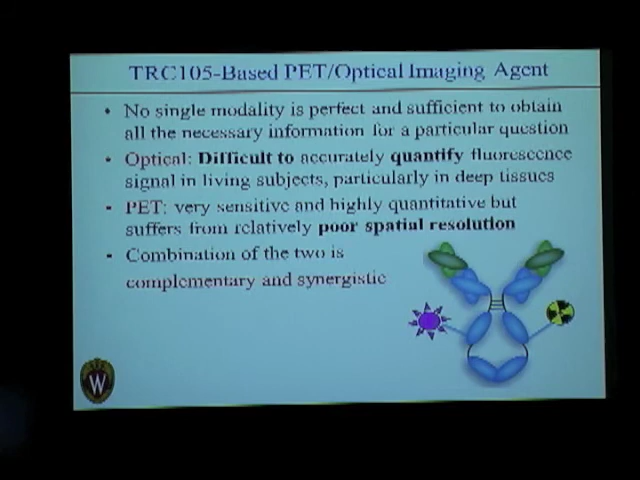 TRC105-Based PET/Optical Imaging Agent
• No single modality is perfect and sufficient to obtain
all the necessary information for a particular question
• Optical: Difficult to accurately quantify fluorescence
signal in living subjects, particularly in deep tissues
- PET: very sensitive and highly quantitative but
suffers from relatively poor spatial resolution
- Combination of the two is
complementary and synergistic
W